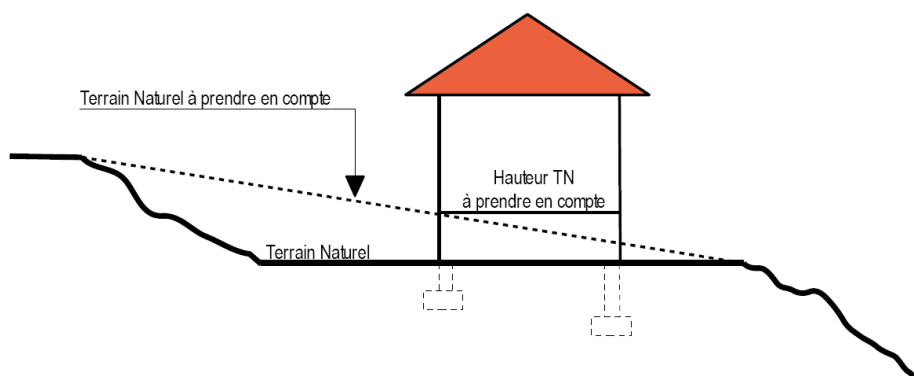 Terrain Naturel à prendre en compte
Hauteur TN
à prendre en compte
Terrain Naturel